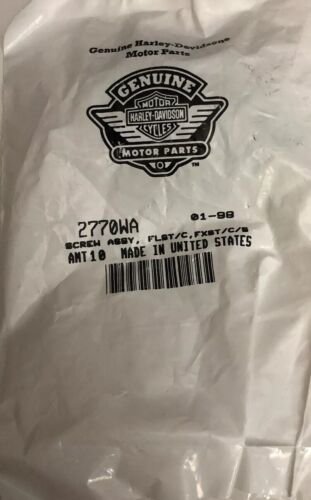 Genuine Harley-Davidson®
Motor Parts
GENUINE
MOTOR
HARLEY-DAVIDSON
CYCLES
MOTOR PARTS
™
2770WA 01-98
SCREW ASSY, FLST/C,FXST/C/S
AMT10 MADE IN UNITED STATES